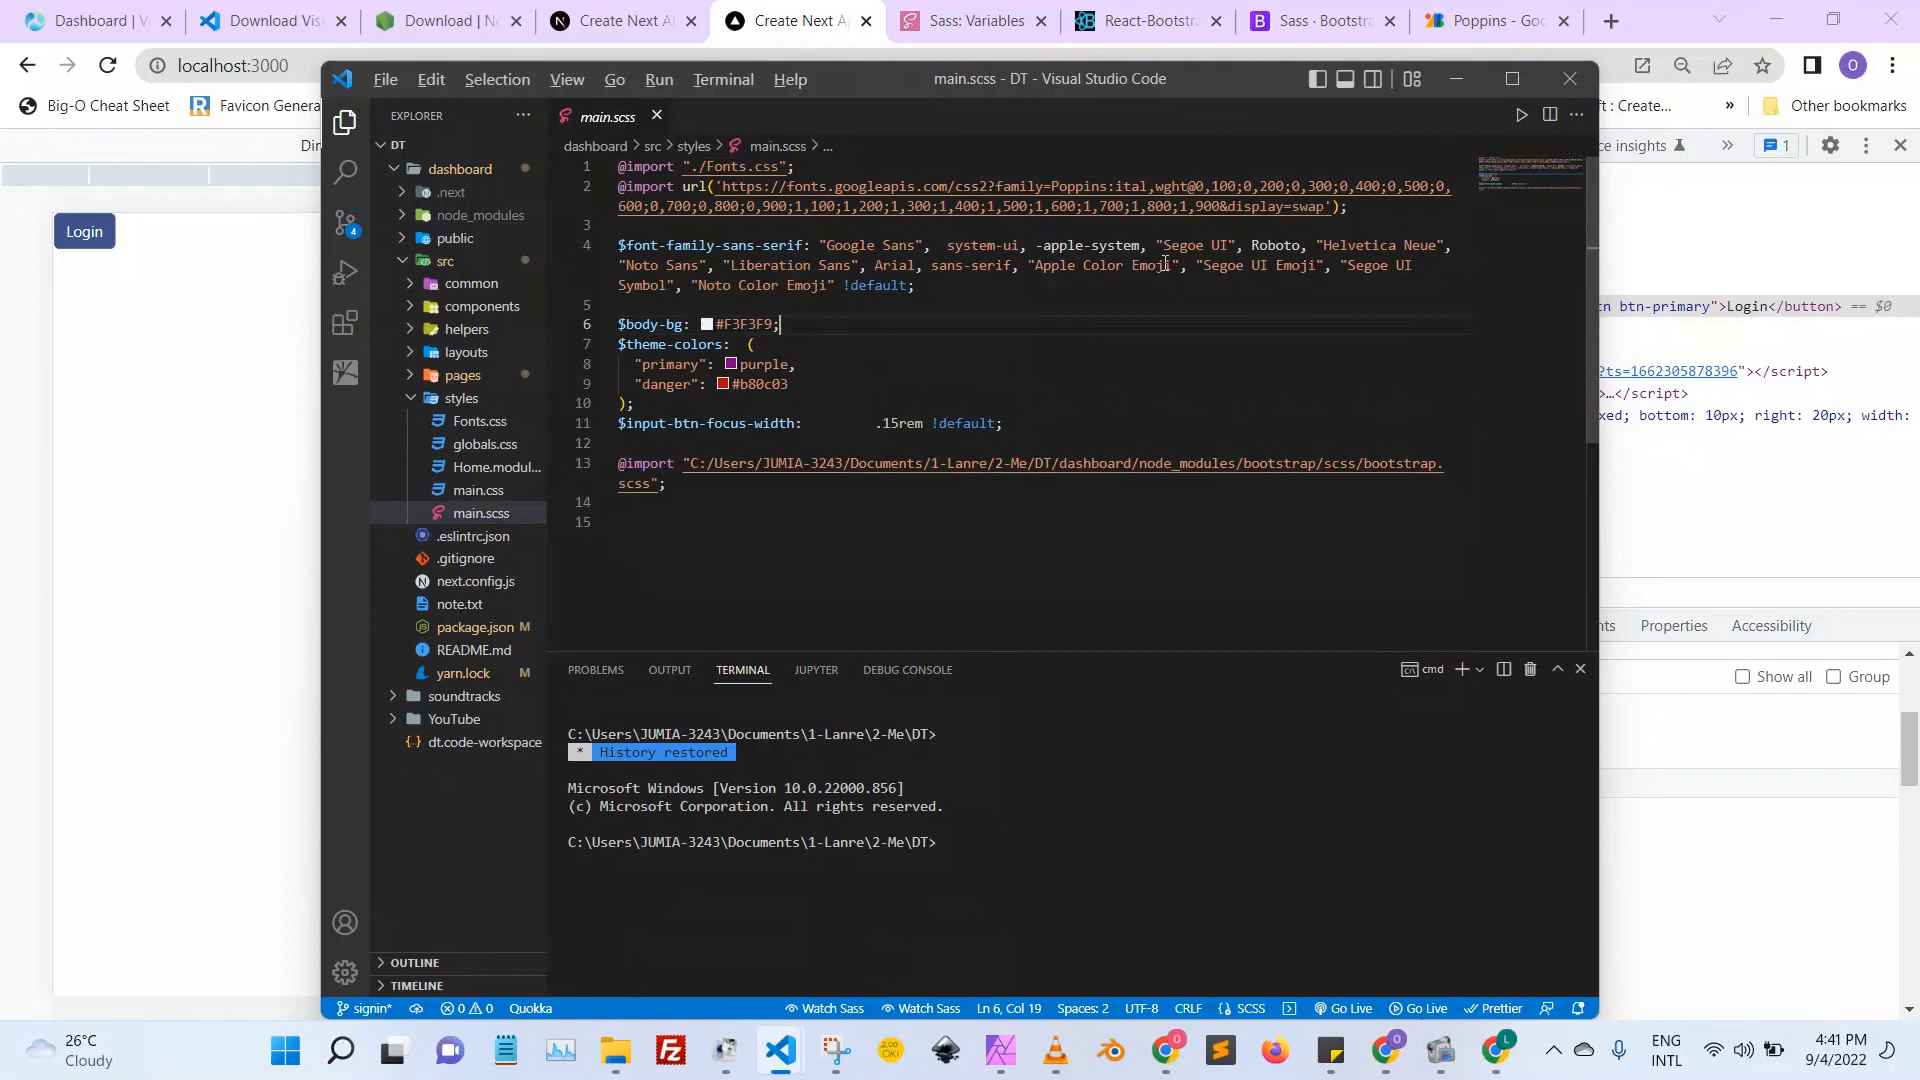 Dashboard | V
Download Vis
Download | No
Create Next A
Create Next A
Sass: Variables
React-Bootstra
Sass · Bootstra
Poppins - Goo
localhost:3000
Big-O Cheat Sheet
Favicon Genera
ft : Create...
Other bookmarks
File Edit Selection View Go Run Terminal Help
main.scss - DT - Visual Studio Code
EXPLORER
DT
dashboard
.next
node_modules
public
src
common
components
helpers
layouts
pages
styles
Fonts.css
globals.css
Home.modul...
main.css
main.scss
.eslintrc.json
.gitignore
next.config.js
note.txt
package.json M
README.md
yarn.lock M
soundtracks
YouTube
dt.code-workspace
OUTLINE
TIMELINE
main.scss
dashboard > src > styles > main.scss > ...
1 @import "./Fonts.css";
2 @import url('https://fonts.googleapis.com/css2?family=Poppins:ital,wght@0,100;0,200;0,300;0,400;0,500;0,
600;0,700;0,800;0,900;1,100;1,200;1,300;1,400;1,500;1,600;1,700;1,800;1,900&display=swap');
3
4 $font-family-sans-serif: "Google Sans", system-ui, -apple-system, "Segoe UI", Roboto, "Helvetica Neue",
"Noto Sans", "Liberation Sans", Arial, sans-serif, "Apple Color Emoji", "Segoe UI Emoji", "Segoe UI
Symbol", "Noto Color Emoji" !default;
5
6 $body-bg: #F3F3F9;
7 $theme-colors: (
8 "primary": purple,
9 "danger": #b80c03
10 );
11 $input-btn-focus-width: .15rem !default;
12
13 @import "C:/Users/JUMIA-3243/Documents/1-Lanre/2-Me/DT/dashboard/node_modules/bootstrap/scss/bootstrap.
scss";
14
15
PROBLEMS OUTPUT TERMINAL JUPYTER DEBUG CONSOLE
cmd
C:\Users\JUMIA-3243\Documents\1-Lanre\2-Me\DT>
* History restored
Microsoft Windows [Version 10.0.22000.856]
(c) Microsoft Corporation. All rights reserved.
C:\Users\JUMIA-3243\Documents\1-Lanre\2-Me\DT>
signin* 0 0 Quokka
Watch Sass Watch Sass Ln 6, Col 19 Spaces: 2 UTF-8 CRLF SCSS Go Live Go Live Prettier
Dir
Login
ce insights 1
tn btn-primary">Login</button> == $0
?ts=1662305878396"></script>
>…</script>
xed; bottom: 10px; right: 20px; width:
nts Properties Accessibility
Show all Group
26°C
Cloudy
ENG
INTL
4:41 PM
9/4/2022